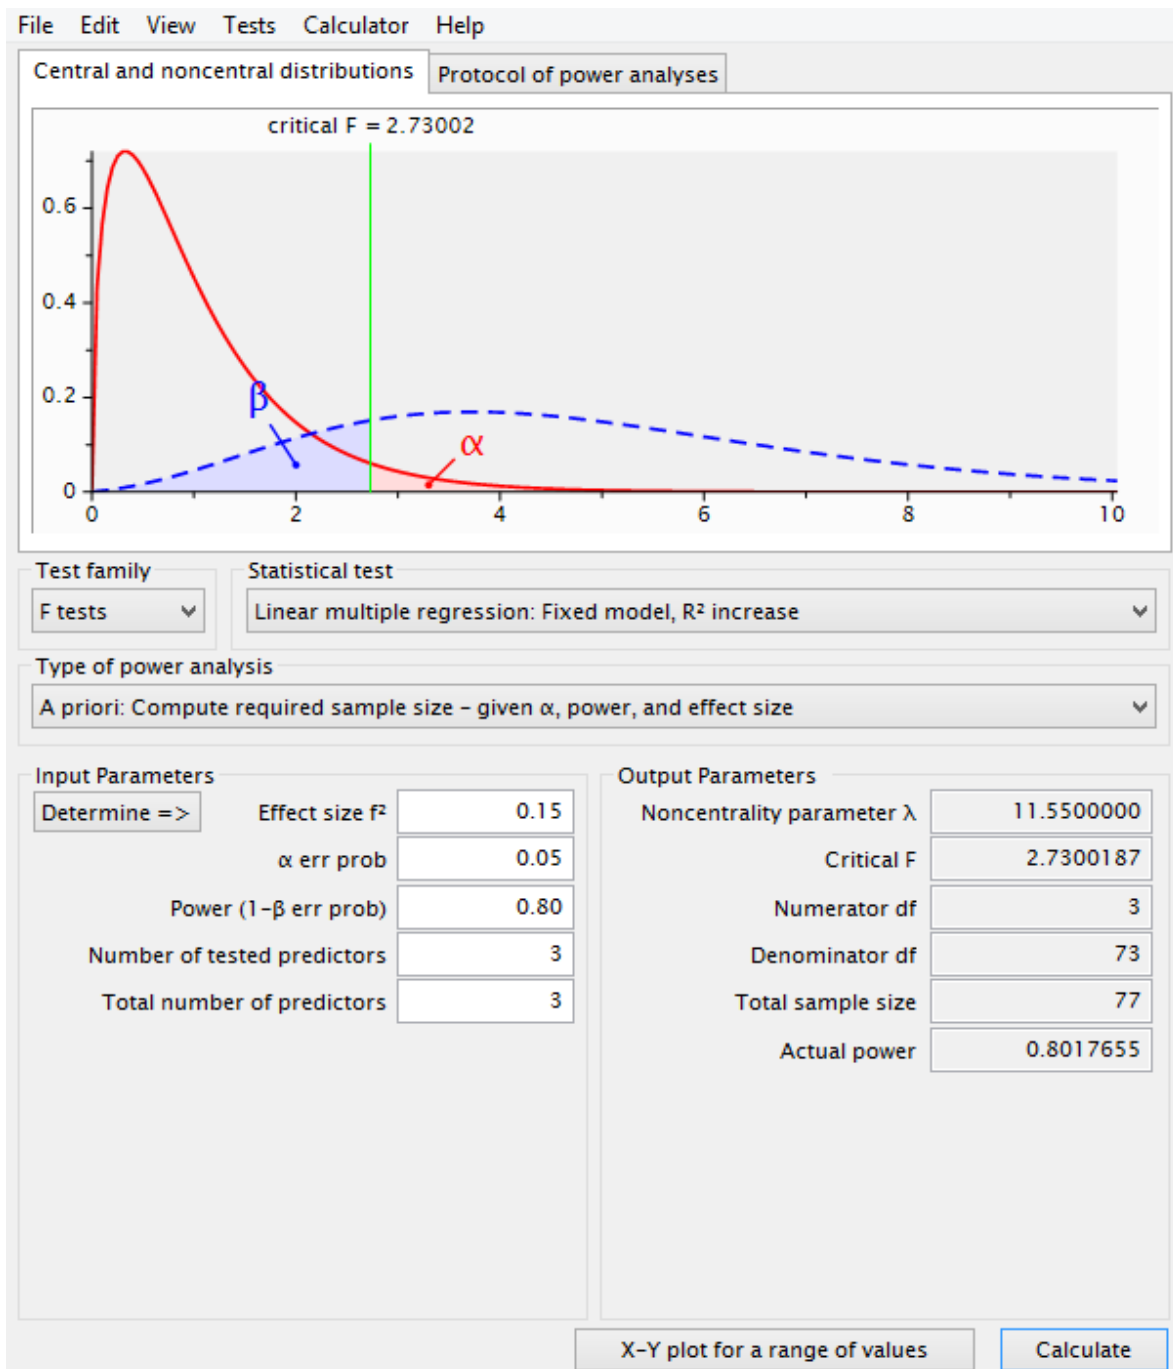 File Edit View Tests Calculator Help
Central and noncentral distributions Protocol of power analyses
critical F = 2.73002
0.6
0.4
0.2
0
β
α
0 2 4 6 8 10
Test family Statistical test
F tests Linear multiple regression: Fixed model, R² increase
Type of power analysis
A priori: Compute required sample size – given α, power, and effect size
Input Parameters Output Parameters
Determine => Effect size f² 0.15 Noncentrality parameter λ 11.5500000
α err prob 0.05 Critical F 2.7300187
Power (1–β err prob) 0.80 Numerator df 3
Number of tested predictors 3 Denominator df 73
Total number of predictors 3 Total sample size 77
Actual power 0.8017655
X–Y plot for a range of values Calculate